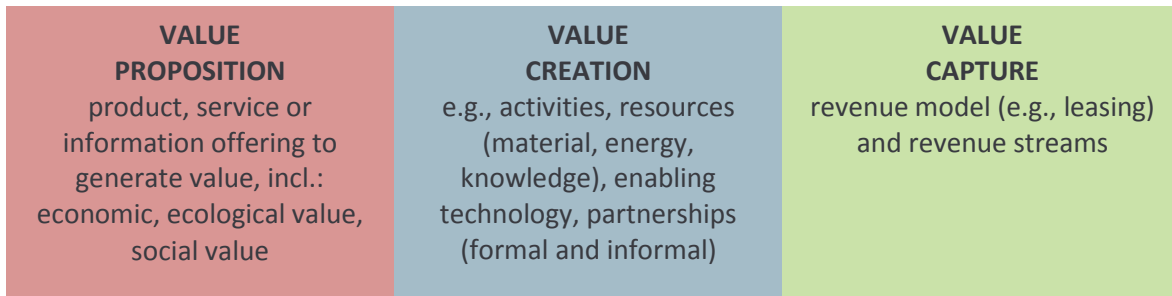 VALUE
PROPOSITION
product, service or
information offering to
generate value, incl.:
economic, ecological value,
social value
VALUE
CREATION
e.g., activities, resources
(material, energy,
knowledge), enabling
technology, partnerships
(formal and informal)
VALUE
CAPTURE
revenue model (e.g., leasing)
and revenue streams